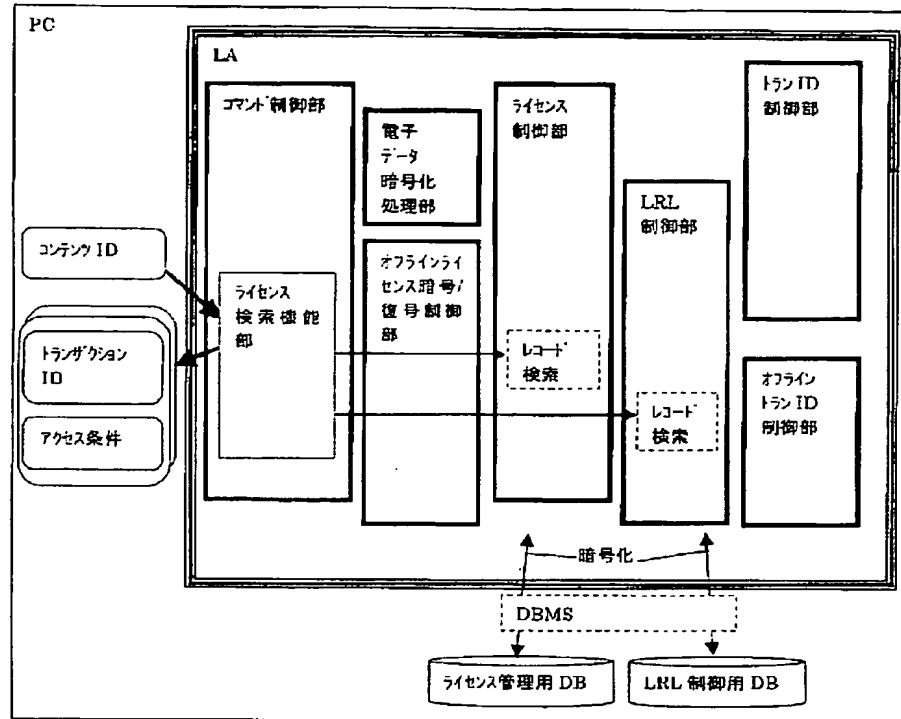 PC
LA
コマンド制御部
ライセンス
検索機能
部
電子
データ
暗号化
処理部
オフラインライ
センス暗号/
復号制御
部
ライセンス
制御部
レコード
検索
LRL
制御部
レコード
検索
トランID
制御部
オフライン
トランID
制御部
コンテンツID
トランザクション
ID
アクセス条件
暗号化
DBMS
ライセンス管理用DB
LRL制御用DB